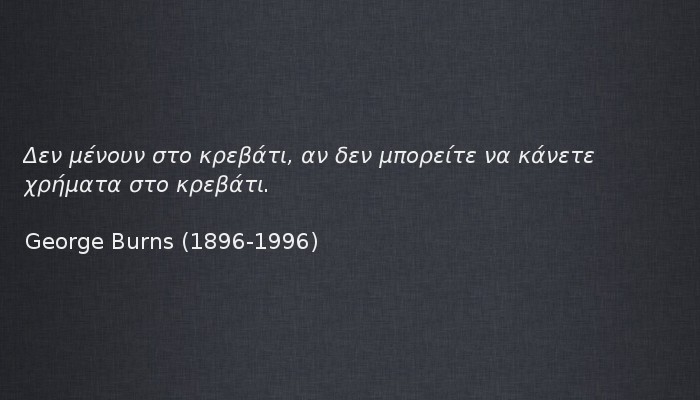 Δεν μένουν στο κρεβάτι, αν δεν μπορείτε να κάνετε
χρήματα στο κρεβάτι.
George Burns (1896-1996)